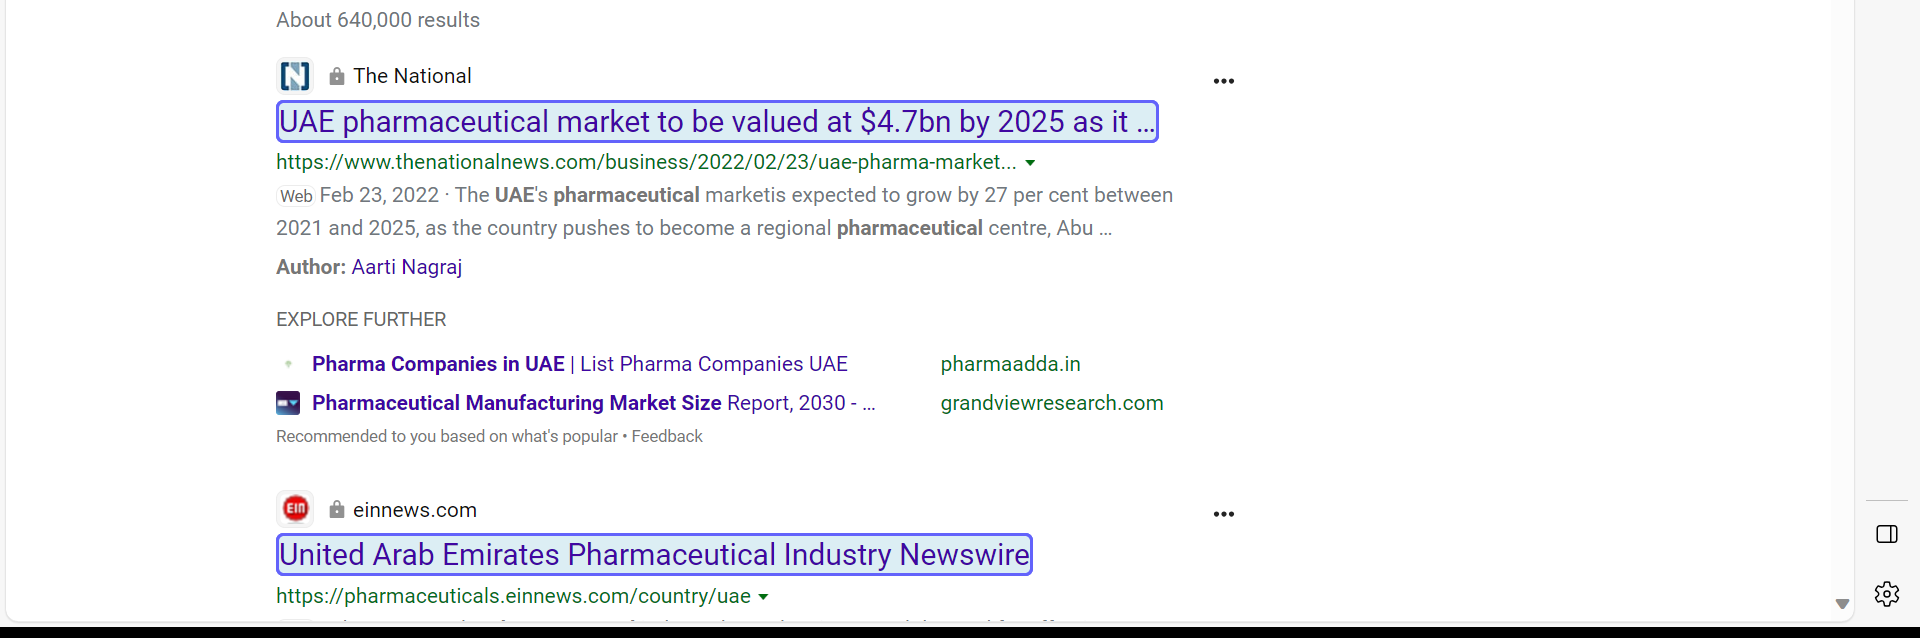 About 640,000 results
The National
UAE pharmaceutical market to be valued at $4.7bn by 2025 as it ...
https://www.thenationalnews.com/business/2022/02/23/uae-pharma-market...
Web Feb 23, 2022 · The UAE's pharmaceutical marketis expected to grow by 27 per cent between
2021 and 2025, as the country pushes to become a regional pharmaceutical centre, Abu ...
Author: Aarti Nagraj
EXPLORE FURTHER
Pharma Companies in UAE | List Pharma Companies UAE pharmaadda.in
Pharmaceutical Manufacturing Market Size Report, 2030 - ... grandviewresearch.com
Recommended to you based on what's popular • Feedback
EIN
einnews.com
United Arab Emirates Pharmaceutical Industry Newswire
https://pharmaceuticals.einnews.com/country/uae